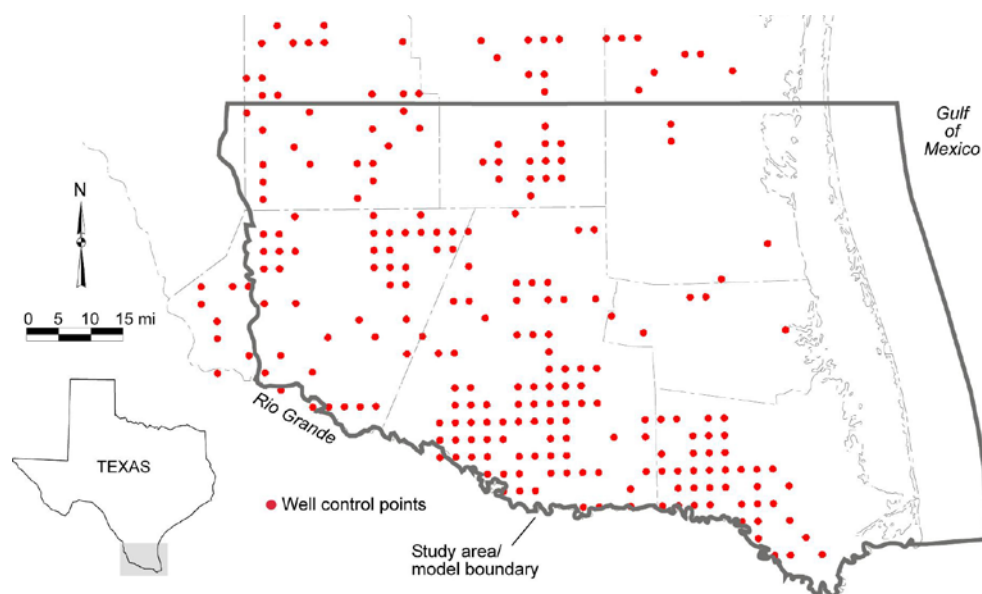 Gulf
of
Mexico
N
0 5 10 15 mi
Rio Grande
TEXAS
Well control points
Study area/
model boundary